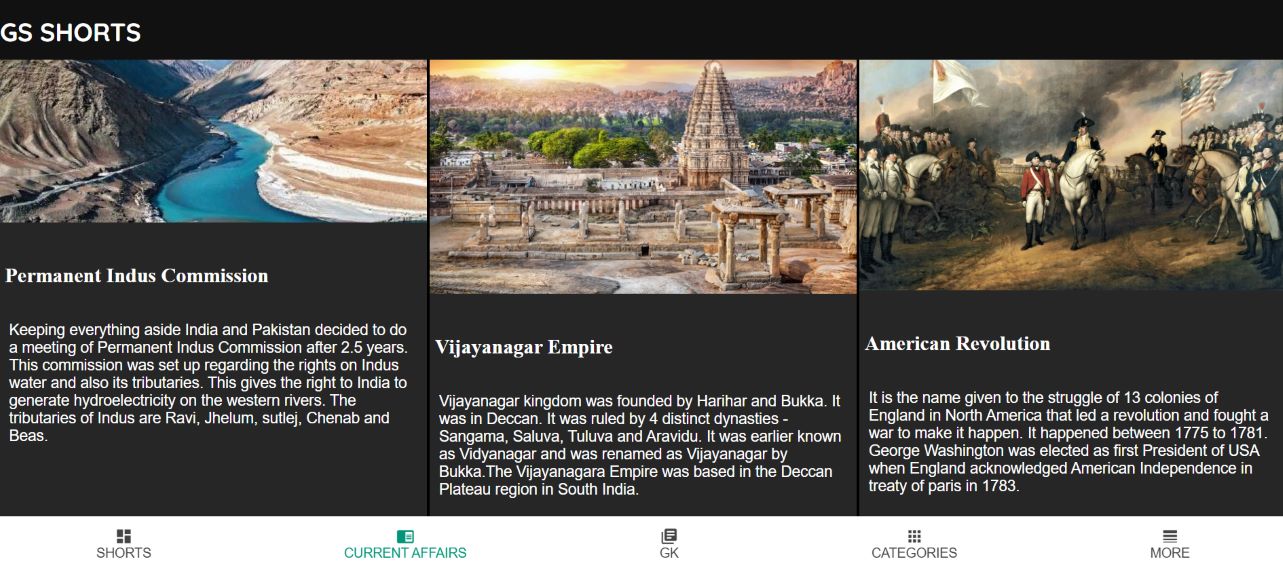 GS SHORTS
Permanent Indus Commission
Keeping everything aside India and Pakistan decided to do
a meeting of Permanent Indus Commission after 2.5 years.
This commission was set up regarding the rights on Indus
water and also its tributaries. This gives the right to India to
generate hydroelectricity on the western rivers. The
tributaries of Indus are Ravi, Jhelum, sutlej, Chenab and
Beas.
Vijayanagar Empire
Vijayanagar kingdom was founded by Harihar and Bukka. It
was in Deccan. It was ruled by 4 distinct dynasties -
Sangama, Saluva, Tuluva and Aravidu. It was earlier known
as Vidyanagar and was renamed as Vijayanagar by
Bukka.The Vijayanagara Empire was based in the Deccan
Plateau region in South India.
American Revolution
It is the name given to the struggle of 13 colonies of
England in North America that led a revolution and fought a
war to make it happen. It happened between 1775 to 1781.
George Washington was elected as first President of USA
when England acknowledged American Independence in
treaty of paris in 1783.
SHORTS
CURRENT AFFAIRS
GK
CATEGORIES
MORE